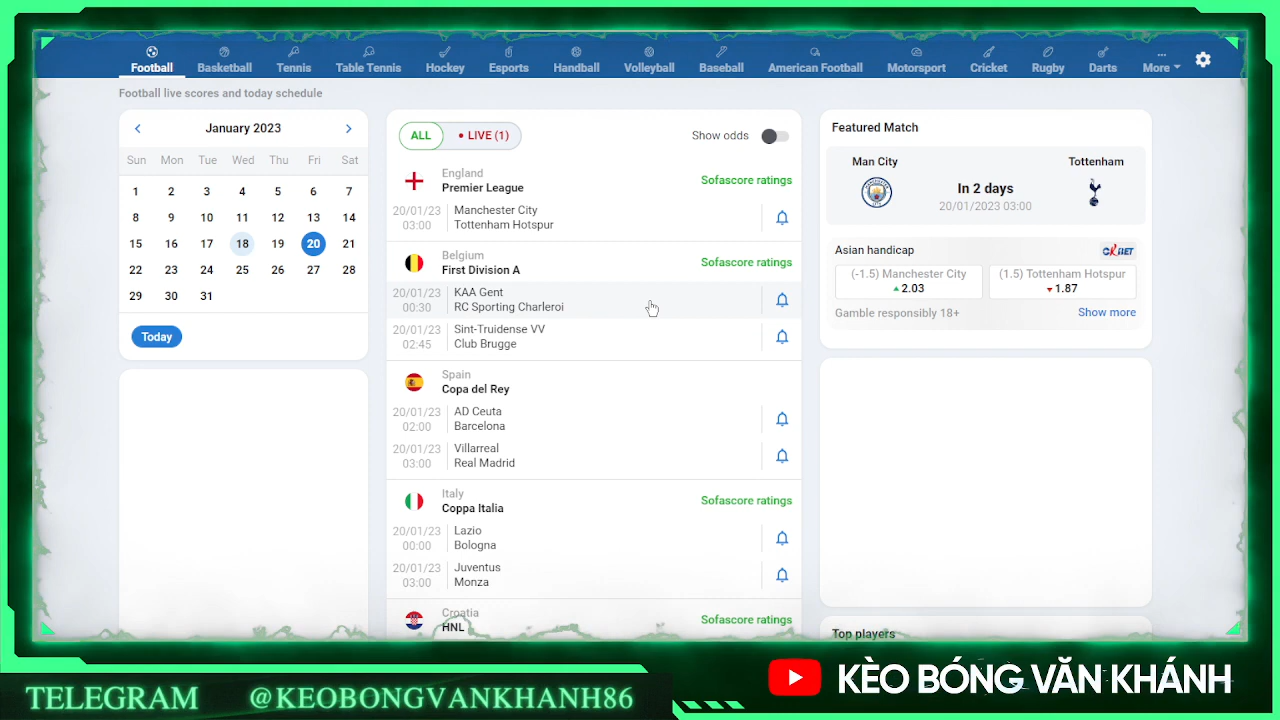 Football
Basketball
Tennis
Table Tennis
Hockey
Esports
Handball
Volleyball
Baseball
American Football
Motorsport
Cricket
Rugby
Darts
More
Football live scores and today schedule
January 2023
Sun Mon Tue Wed Thu Fri Sat
1 2 3 4 5 6 7
8 9 10 11 12 13 14
15 16 17 18 19 20 21
22 23 24 25 26 27 28
29 30 31
Today
ALL
LIVE (1)
Show odds
England
Premier League
Sofascore ratings
20/01/23 Manchester City
03:00 Tottenham Hotspur
Belgium
First Division A
Sofascore ratings
20/01/23 KAA Gent
00:30 RC Sporting Charleroi
20/01/23 Sint-Truidense VV
02:45 Club Brugge
Spain
Copa del Rey
20/01/23 AD Ceuta
02:00 Barcelona
20/01/23 Villarreal
03:00 Real Madrid
Italy
Coppa Italia
Sofascore ratings
20/01/23 Lazio
00:00 Bologna
20/01/23 Juventus
03:00 Monza
Croatia
HNL
Sofascore ratings
Featured Match
Man City
Tottenham
In 2 days
20/01/2023 03:00
Asian handicap
(-1.5) Manchester City
2.03
(1.5) Tottenham Hotspur
1.87
Gamble responsibly 18+
Show more
Top players
TELEGRAM @KEOBONGVANKHANH86
KÈO BÓNG VĂN KHÁNH